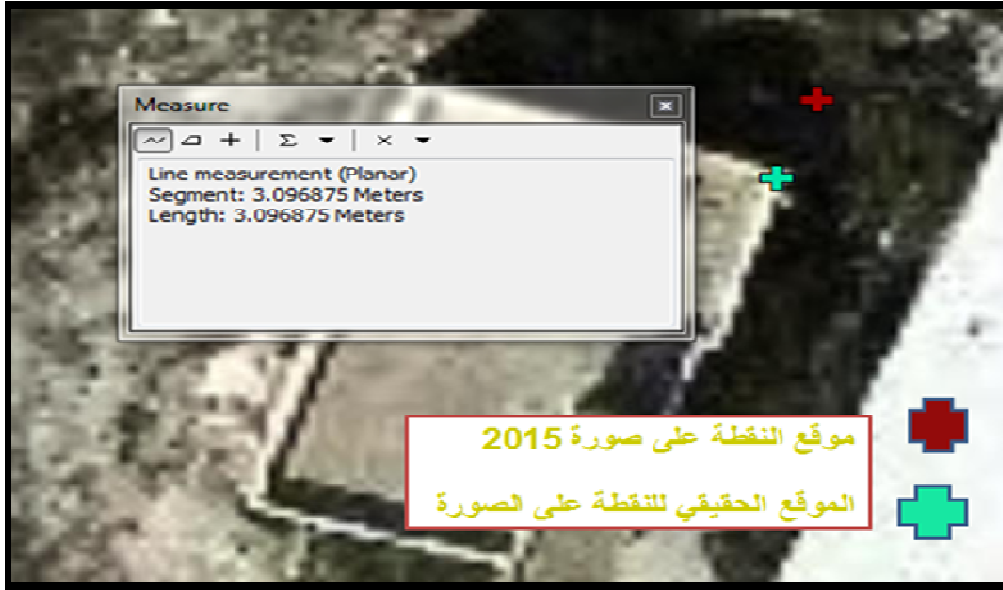 Measure
Line measurement (Planar)
Segment: 3.096875 Meters
Length: 3.096875 Meters
موقع النقطة على صورة 2015
الموقع الحقيقي للنقطة على الصورة